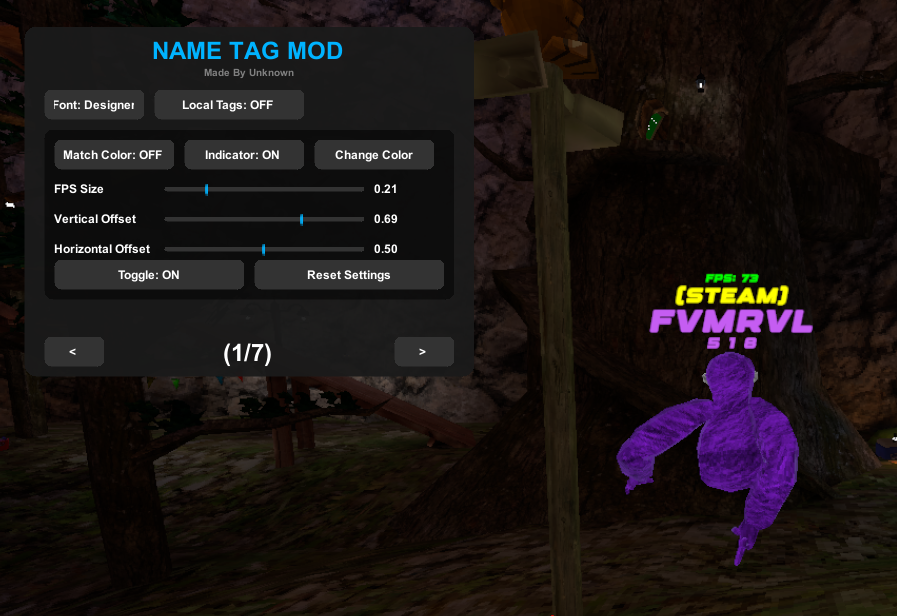 NAME TAG MOD
Made By Unknown
Font: Designer
Local Tags: OFF
Match Color: OFF
Indicator: ON
Change Color
FPS Size
0.21
Vertical Offset
0.69
Horizontal Offset
0.50
Toggle: ON
Reset Settings
<
(1/7)
>
FPS: 73
(STEAM)
FVMRVL
518